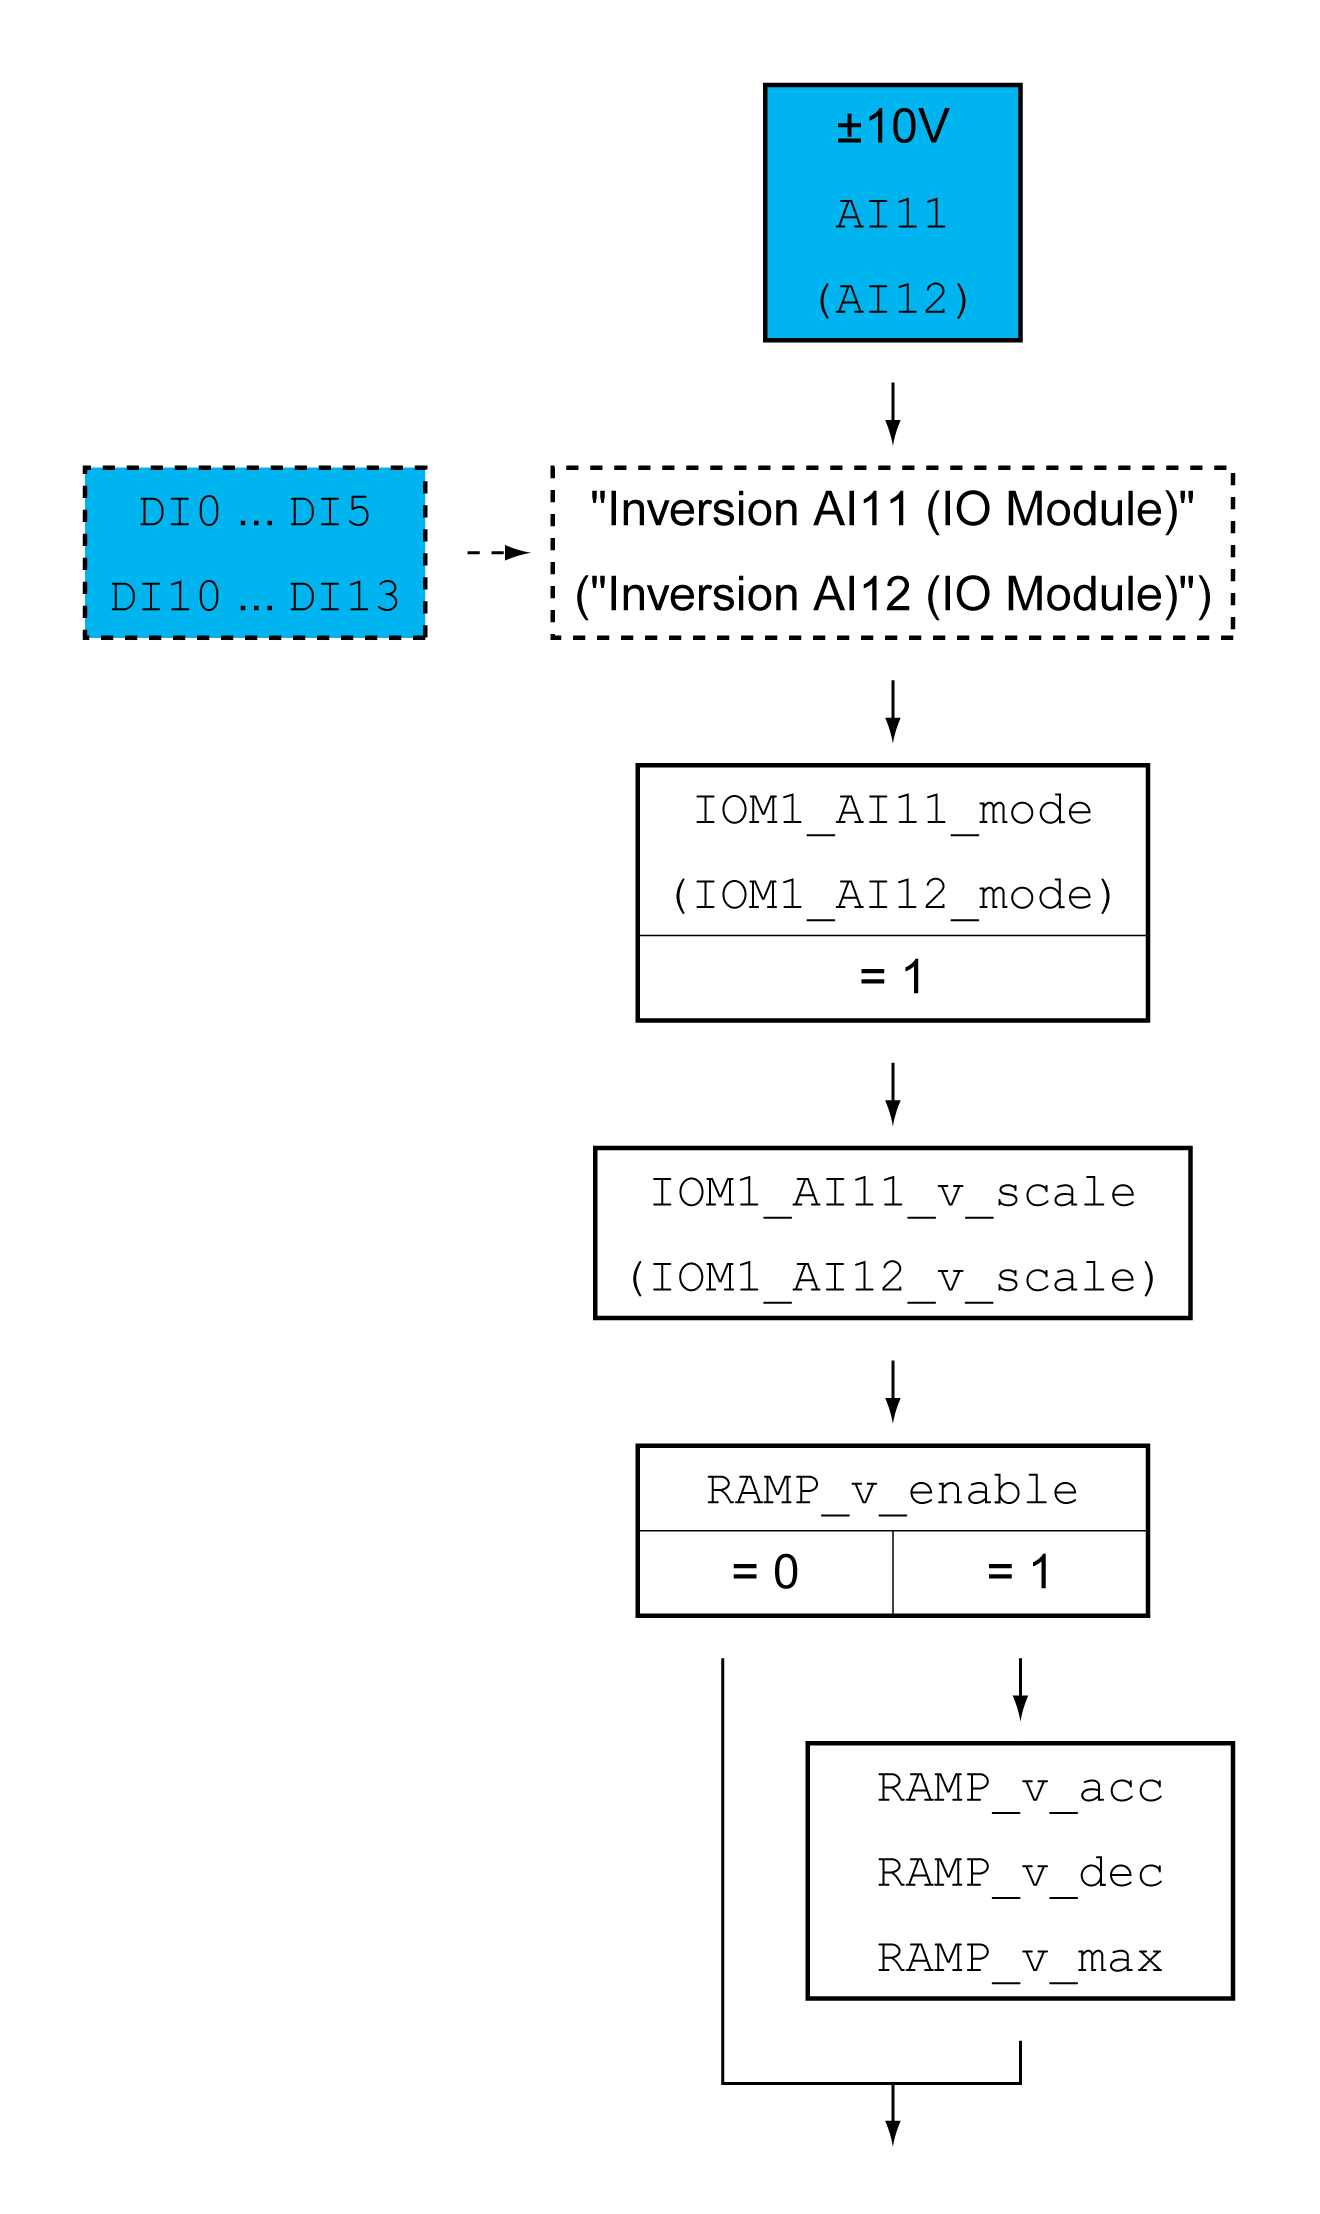 ±10V
AI11
(AI12)
DI0 ... DI5
DI10 ... DI13
"Inversion AI11 (IO Module)"
("Inversion AI12 (IO Module)")
IOM1_AI11_mode
(IOM1_AI12_mode)
= 1
IOM1_AI11_v_scale
(IOM1_AI12_v_scale)
RAMP_v_enable
= 0
= 1
RAMP_v_acc
RAMP_v_dec
RAMP_v_max